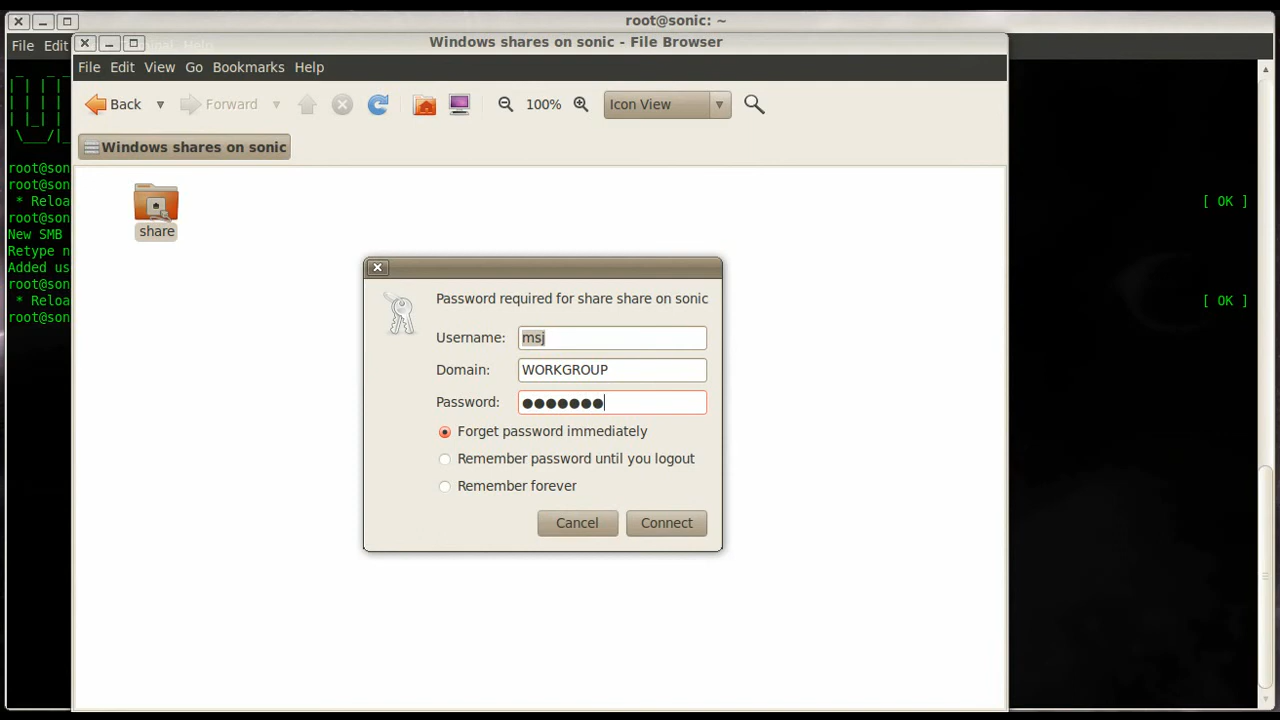 root@sonic: ~
File Edit
Windows shares on sonic - File Browser
File Edit View Go Bookmarks Help
Back Forward 100% Icon View
Windows shares on sonic
share
root@son
root@son
* Reloa [ OK ]
root@son
New SMB
Retype n
Added us
root@son
* Reloa [ OK ]
root@son
Password required for share share on sonic
Username: msj
Domain: WORKGROUP
Password: ●●●●●●●
Forget password immediately
Remember password until you logout
Remember forever
Cancel Connect